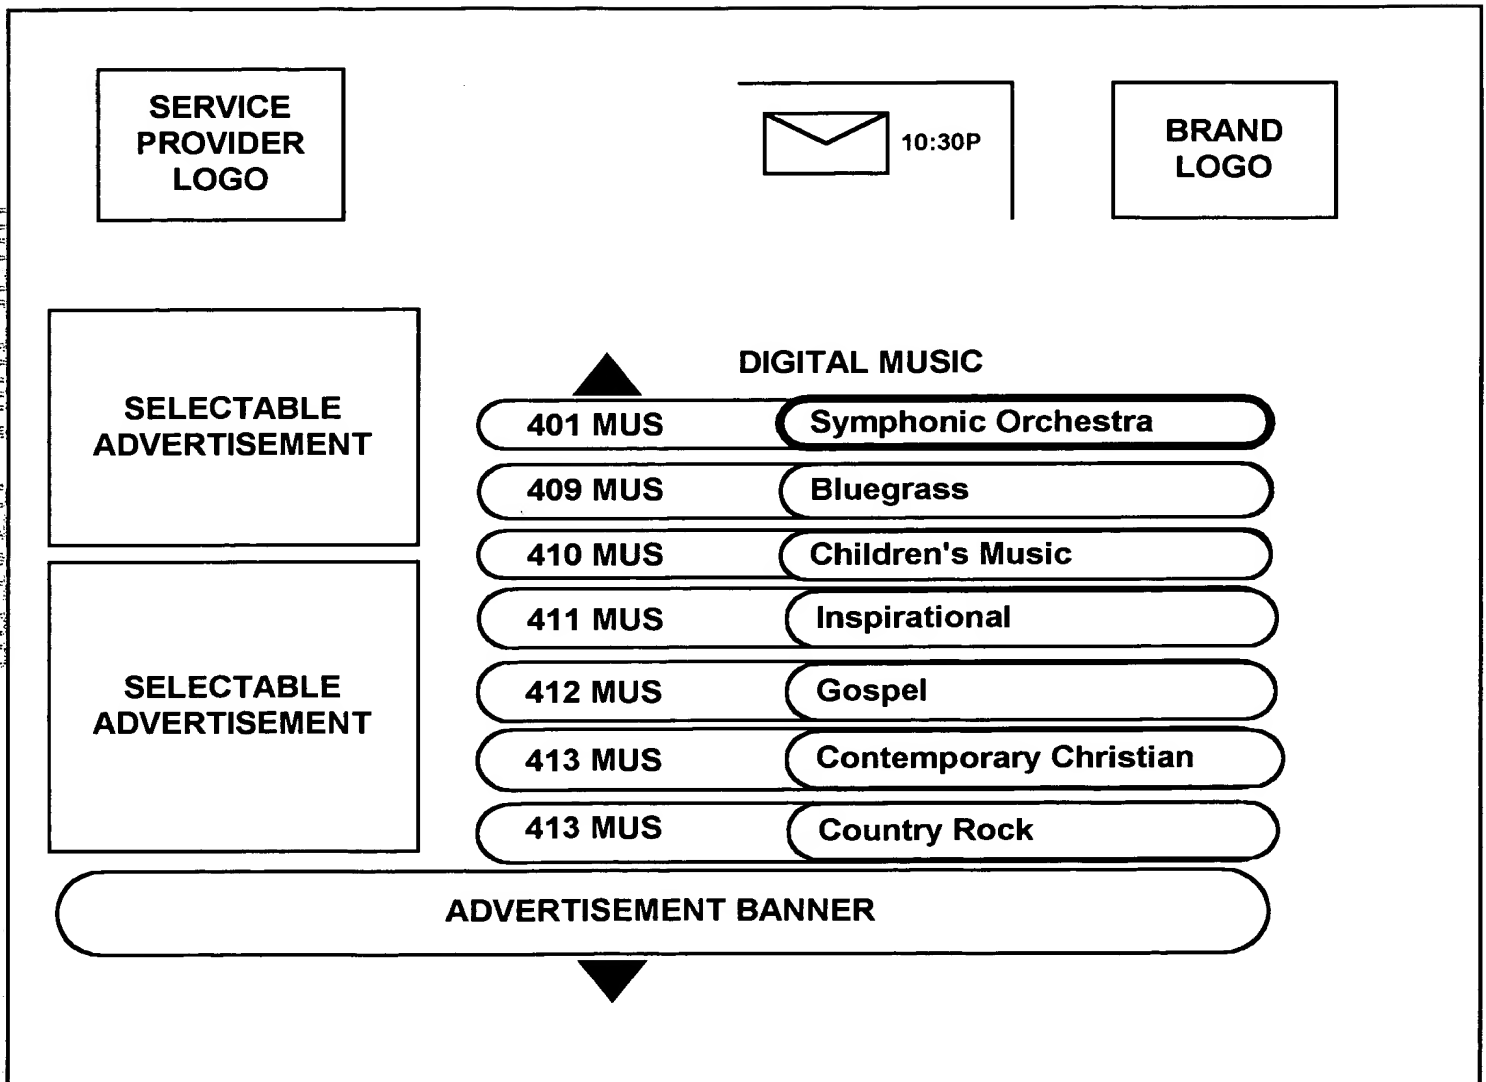 SERVICE
PROVIDER
LOGO
10:30P
BRAND
LOGO
SELECTABLE
ADVERTISEMENT
SELECTABLE
ADVERTISEMENT
DIGITAL MUSIC
401 MUS Symphonic Orchestra
409 MUS Bluegrass
410 MUS Children's Music
411 MUS Inspirational
412 MUS Gospel
413 MUS Contemporary Christian
413 MUS Country Rock
ADVERTISEMENT BANNER